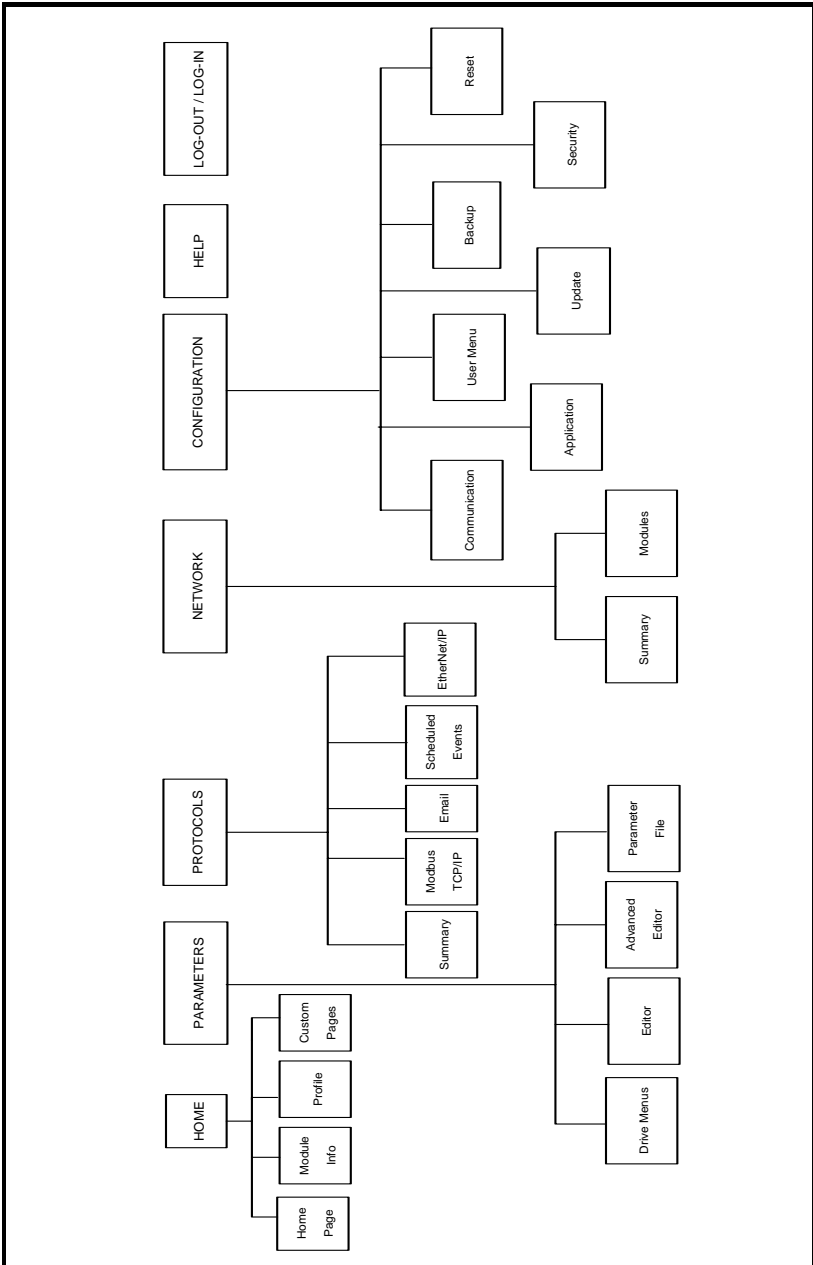 HOME
PARAMETERS
PROTOCOLS
NETWORK
CONFIGURATION
HELP
LOG-OUT / LOG-IN
Home
Page
Module
Info
Profile
Custom
Pages
Drive Menus
Editor
Advanced
Editor
Parameter
File
Summary
Modbus
TCP/IP
Email
Scheduled
Events
EtherNet/IP
Summary
Modules
Communication
Application
User Menu
Update
Backup
Security
Reset